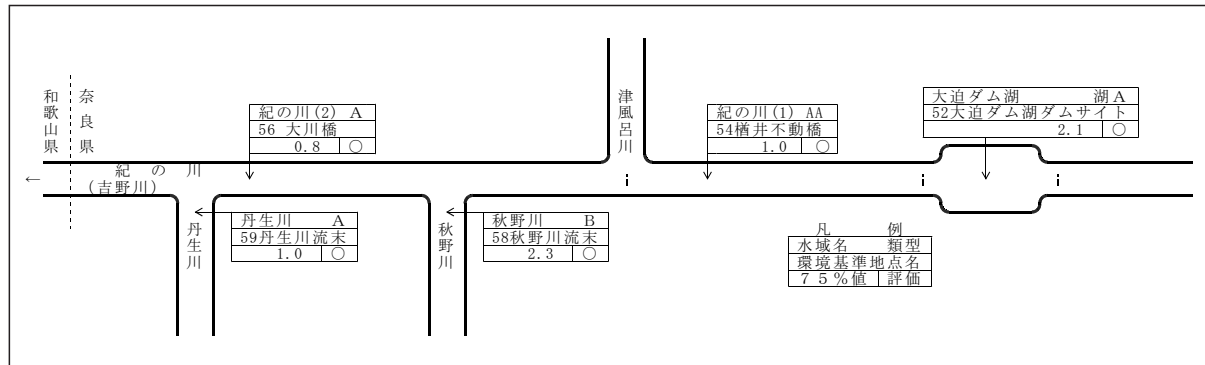 和歌山県
奈良県
紀の川(2) A
56 大川橋
0.8 ○
津風呂川
紀の川(1) AA
54楢井不動橋
1.0 ○
大迫ダム湖 湖A
52大迫ダム湖ダムサイト
2.1 ○
←
紀の川
(吉野川)
丹生川
丹生川 A
59丹生川流末
1.0 ○
秋野川
秋野川 B
58秋野川流末
2.3 ○
凡 例
水域名 類型
環境基準地点名
75%値 評価